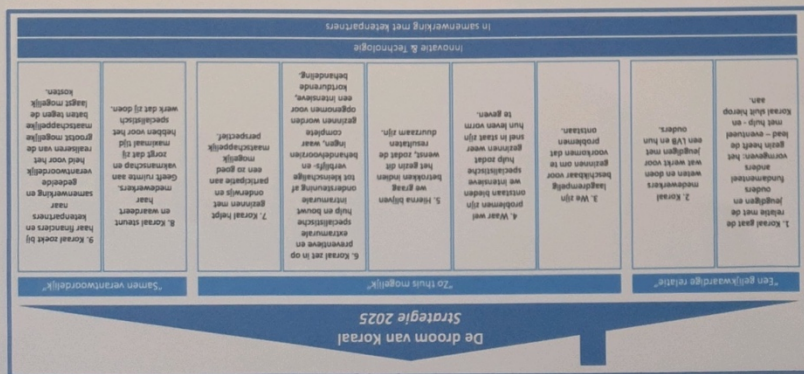 De droom van Koraal
Strategie 2025
"Een gelijkwaardige relatie"
"Zo thuis mogelijk"
"Samen verantwoordelijk"
1. Koraal gaat de
relatie met de
jeugdigen en
ouders
fundamenteel
anders
vormgeven: het
gezin heeft de
lead – eventueel
met hulp - en
Koraal sluit hierop
aan.
2. Koraal
medewerkers
weten en doen
wat werkt voor
jeugdigen met
een LVB en hun
ouders.
3. We zijn
laagdrempelig
beschikbaar voor
gezinnen om te
voorkomen dat
problemen
ontstaan.
4. Waar wel
problemen zijn
ontstaan bieden
we intensieve
specialistische
hulp zodat
gezinnen weer
snel in staat zijn
hun leven vorm
te geven.
5. Hierna blijven
we graag
betrokken indien
het gezin dit
wenst, zodat de
resultaten
duurzaam zijn.
6. Koraal zet in op
preventieve en
extramurale
specialistische
hulp en bouwt
intramurale
ondersteuning af
tot kleinschalige
verblijfs- en
behandelvoorzien
ingen, waar
complete
gezinnen worden
opgenomen voor
een intensieve,
kortdurende
behandeling.
7. Koraal helpt
gezinnen met
onderwijs en
participatie aan
een zo goed
mogelijk
maatschappelijk
perspectief.
8. Koraal steunt
en waardeert
haar
medewerkers.
Geeft ruimte aan
vakmanschap en
zorgt dat zij
maximaal tijd
hebben voor het
specialistisch
werk dat zij doen.
9. Koraal zoekt bij
haar financiers en
ketenpartners
naar
samenwerking en
gedeelde
verantwoordelijk
heid voor het
realiseren van de
grootst mogelijke
maatschappelijke
baten tegen de
laagst mogelijk
kosten.
Innovatie & Technologie
In samenwerking met ketenpartners